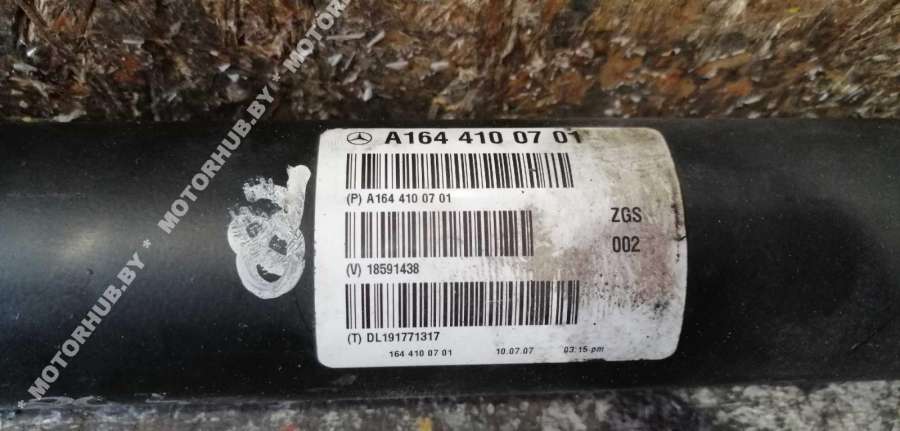 A164 410 07 01
(P) A164 410 07 01
ZGS
002
(V) 18591438
(T) DL191771317
164 410 07 01 10.07.07 03:15 pm
* MOTORHUB.BY * MOTORHUB.BY * MOTORHUB.BY *